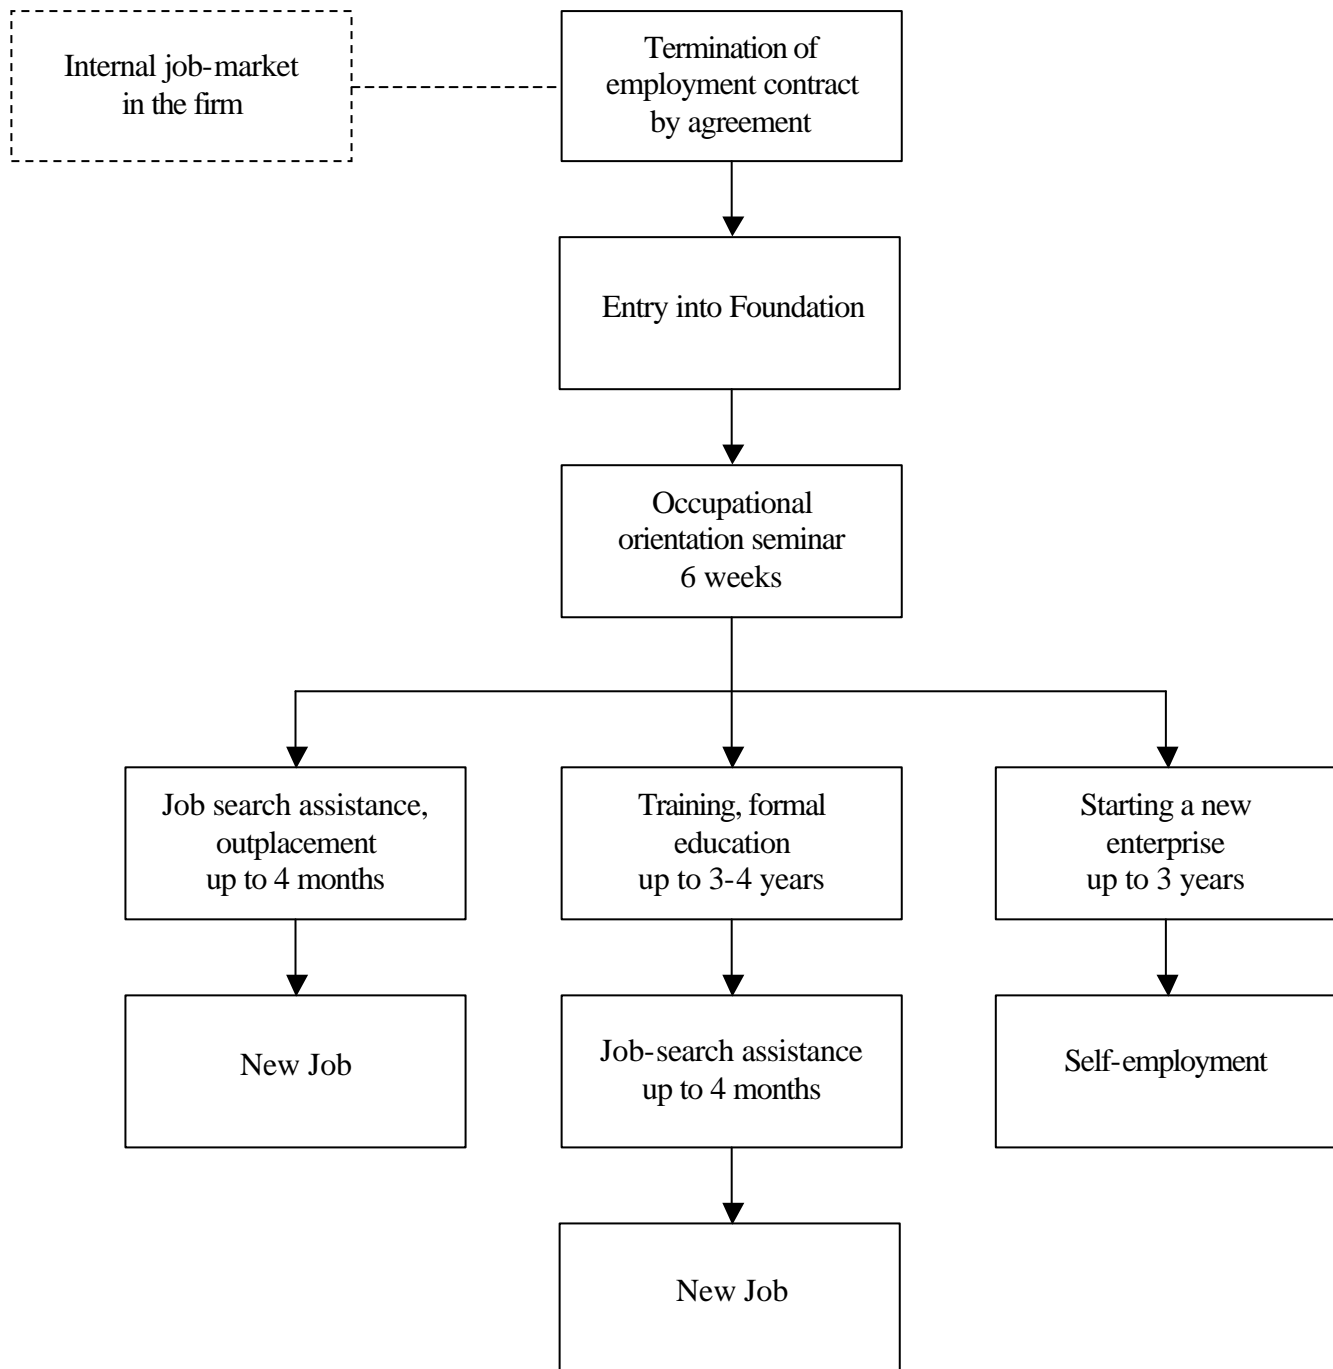 Internal job-market
in the firm
Termination of
employment contract
by agreement
Entry into Foundation
Occupational
orientation seminar
6 weeks
Job search assistance,
outplacement
up to 4 months
Training, formal
education
up to 3-4 years
Starting a new
enterprise
up to 3 years
New Job
Job-search assistance
up to 4 months
Self-employment
New Job